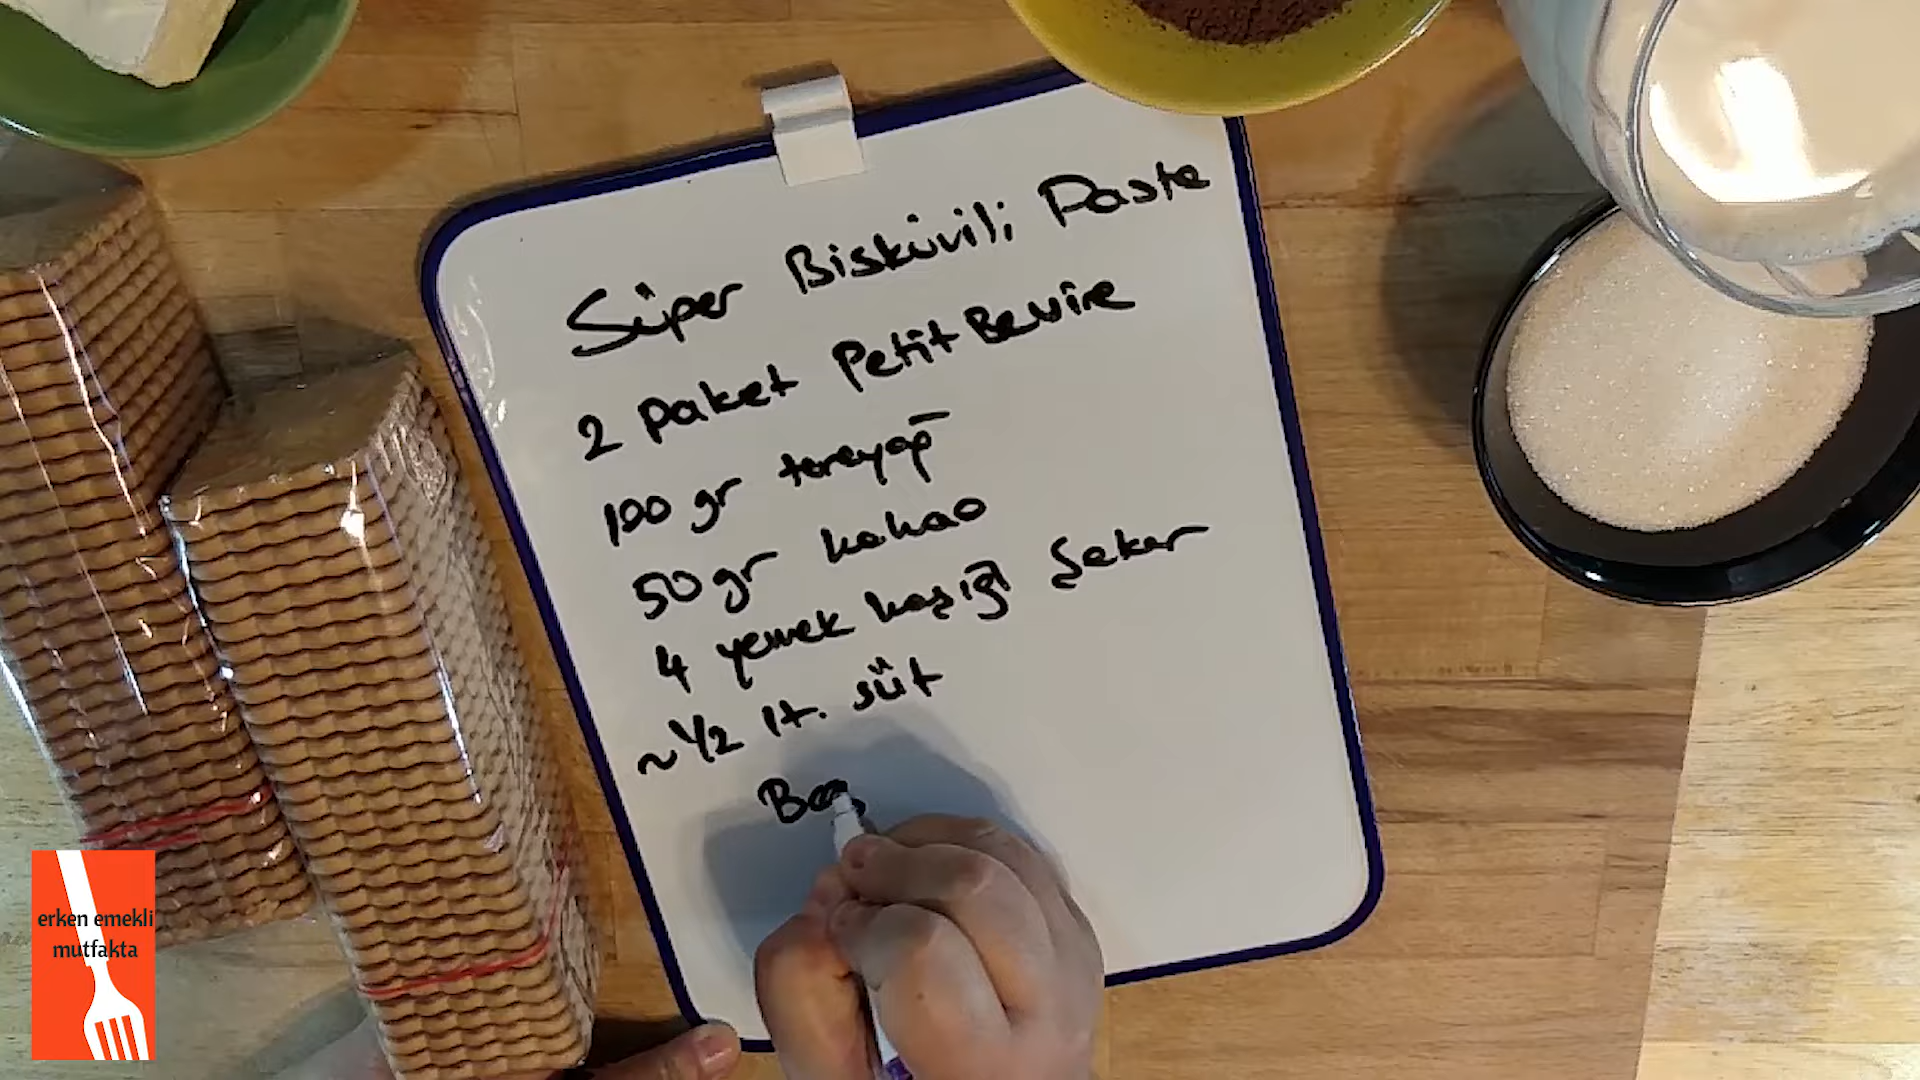 Süper Bisküvili Pasta
2 Paket Petit Beurre
100 gr tereyağ
50 gr kakao
4 yemek kaşığı Şeker
~ 1/2 lt. süt
Baş
erken emekli
mutfakta